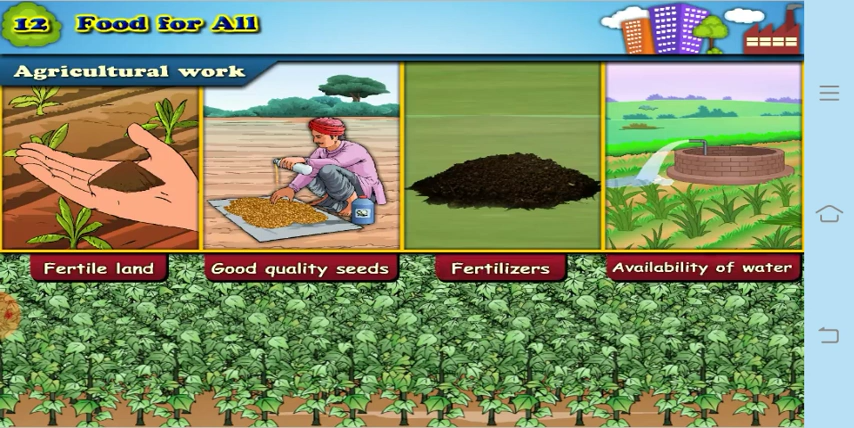 12 Food for All
Agricultural work
Fertile land
Good quality seeds
Fertilizers
Availability of water